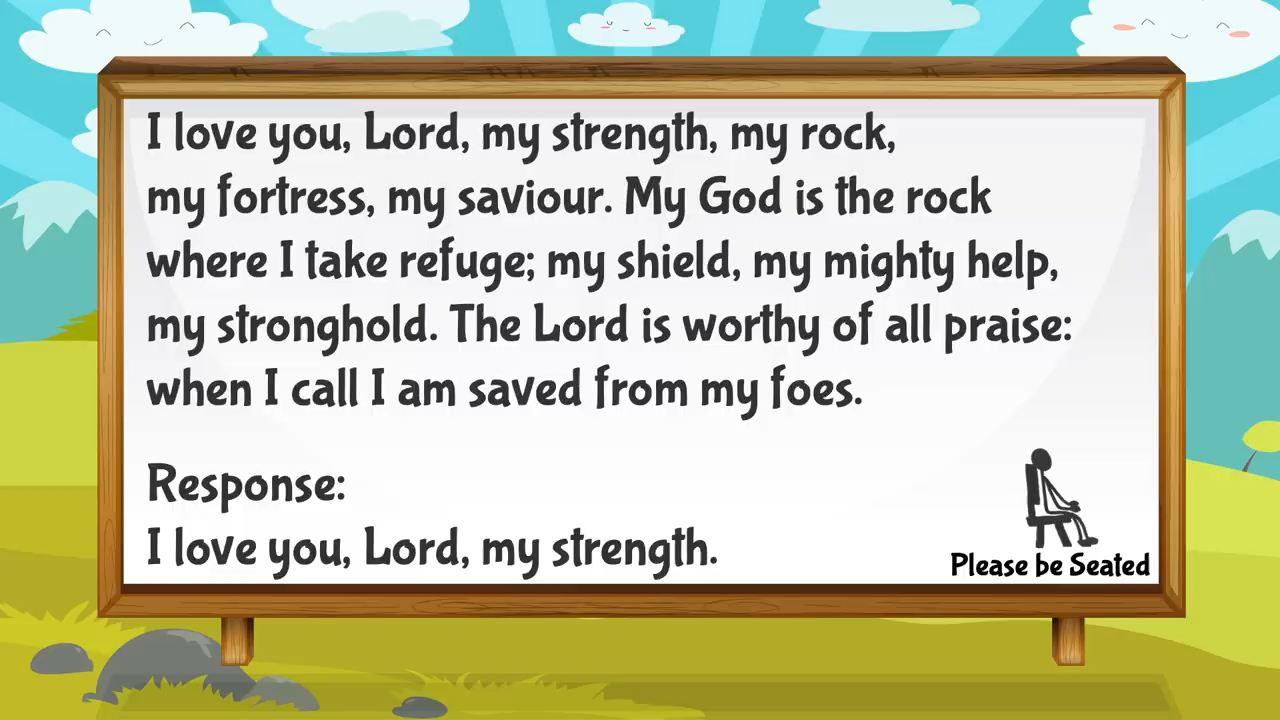 I love you, Lord, my strength, my rock,
my fortress, my saviour. My God is the rock
where I take refuge; my shield, my mighty help,
my stronghold. The Lord is worthy of all praise:
when I call I am saved from my foes.
Response:
I love you, Lord, my strength.
Please be Seated